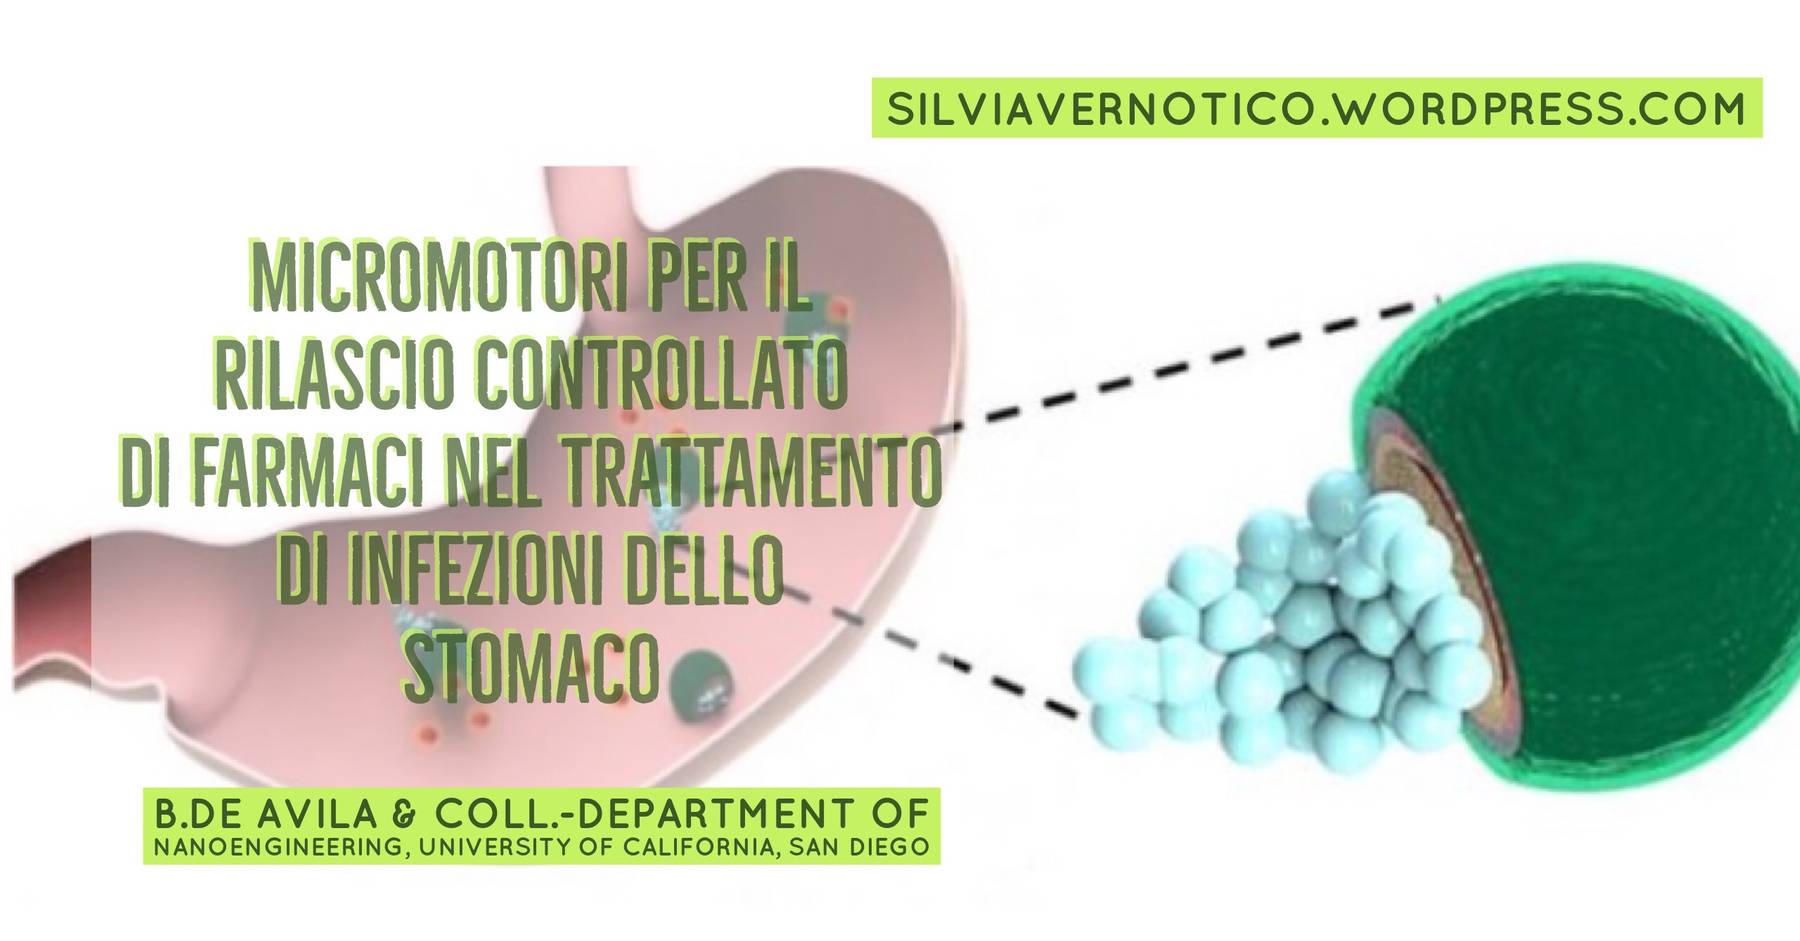 SILVIAVERNOTICO.WORDPRESS.COM
MICROMOTORI PER IL
RILASCIO CONTROLLATO
DI FARMACI NEL TRATTAMENTO
DI INFEZIONI DELLO
STOMACO
B.DE AVILA & COLL.-DEPARTMENT OF
NANOENGINEERING, UNIVERSITY OF CALIFORNIA, SAN DIEGO